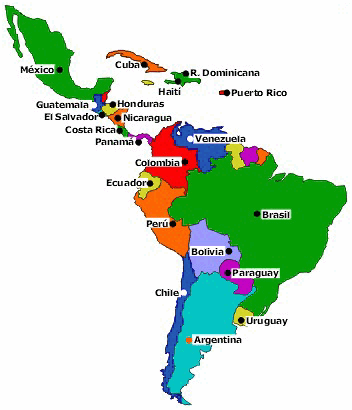 México
Cuba
R. Dominicana
Haití
Puerto Rico
Guatemala
Honduras
El Salvador
Nicaragua
Costa Rica
Panamá
Venezuela
Colombia
Ecuador
Brasil
Perú
Bolivia
Paraguay
Chile
Uruguay
Argentina